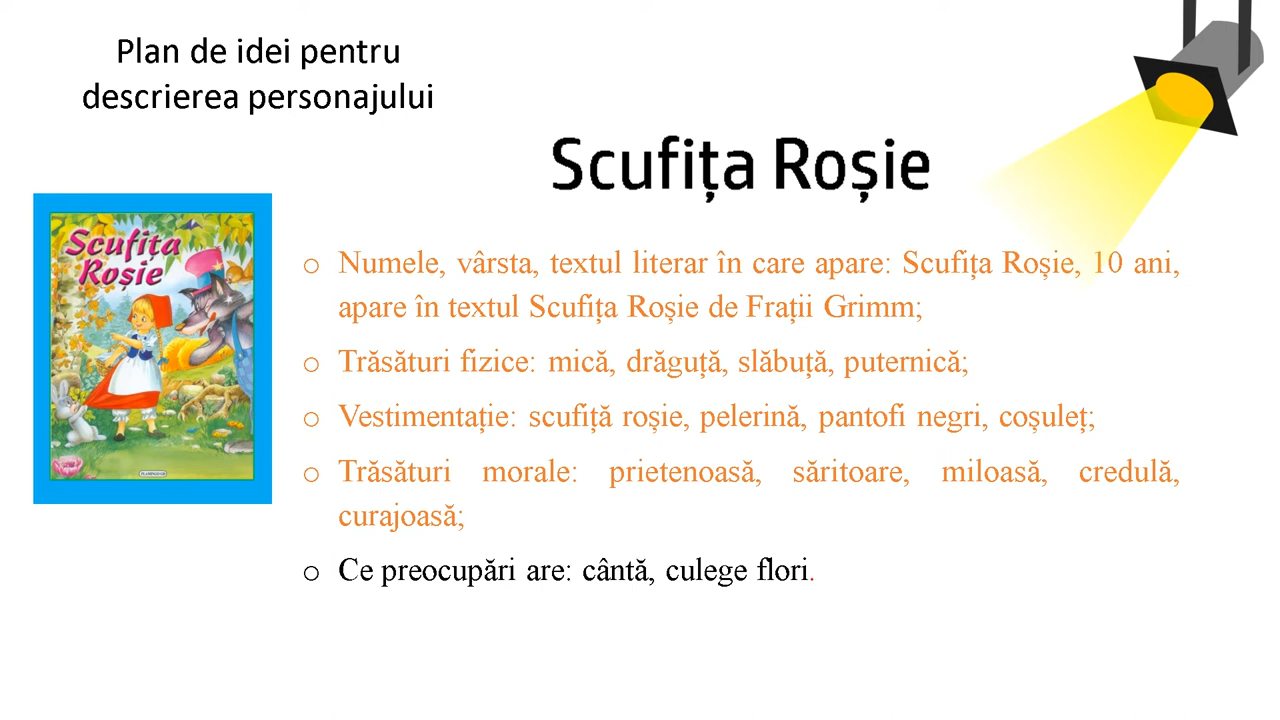 Plan de idei pentru
descrierea personajului
Scufița Roșie
Scufița
Roșie
o Numele, vârsta, textul literar în care apare: Scufița Roșie, 10 ani,
apare în textul Scufița Roșie de Frații Grimm;
o Trăsături fizice: mică, drăguță, slăbuță, puternică;
o Vestimentație: scufiță roșie, pelerină, pantofi negri, coșuleț;
o Trăsături morale: prietenoasă, săritoare, miloasă, credulă,
curajoasă;
o Ce preocupări are: cântă, culege flori.